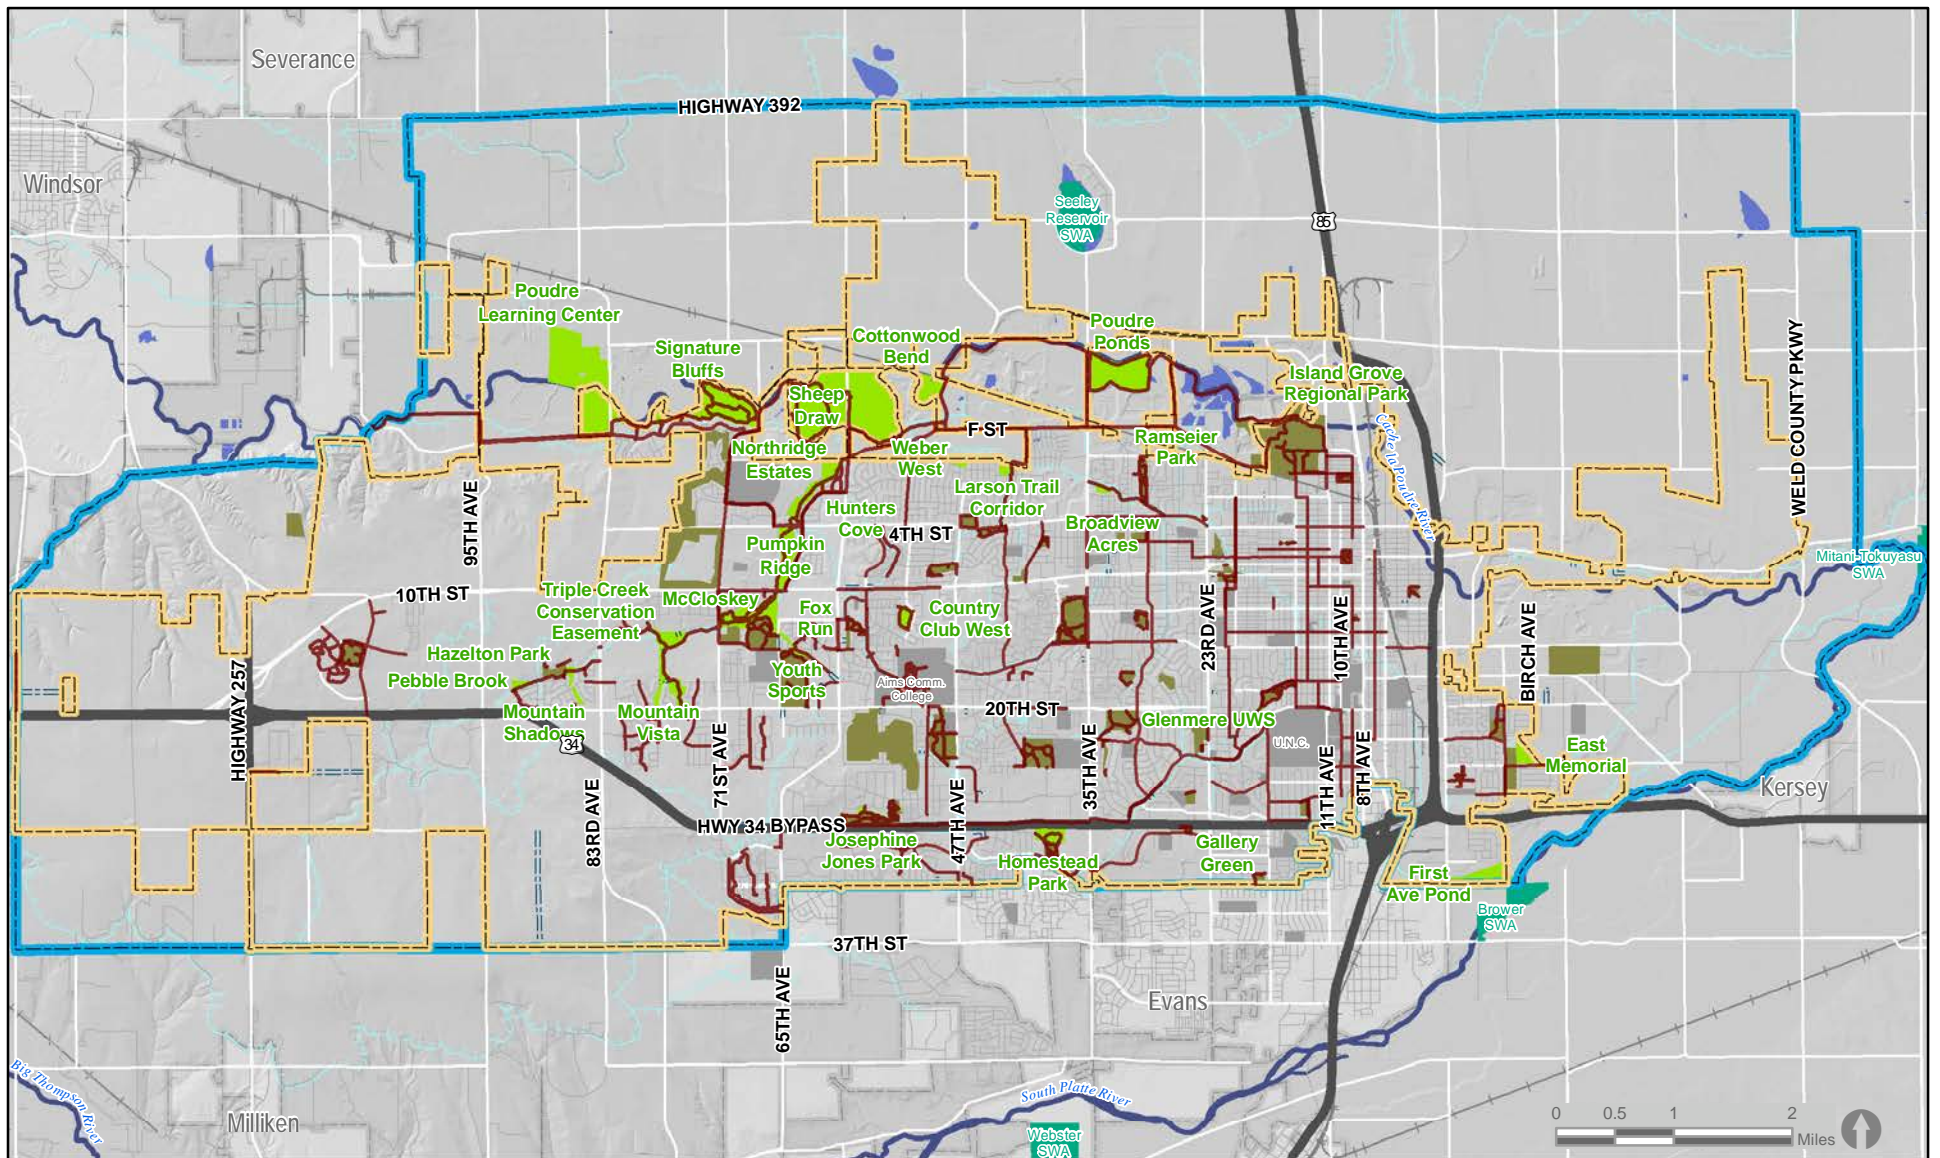 Severance
HIGHWAY 392
Windsor
Seeley
Reservoir
SWA
85
Poudre
Learning Center
Poudre
Ponds
Cottonwood
Bend
Signature
Bluffs
Island Grove
Regional Park
Sheep
Draw
F ST
Cache la Poudre River
WELD COUNTY PKWY
Northridge
Estates
Weber
West
Ramseier
Park
95TH AVE
Larson Trail
Corridor
Hunters
Cove
4TH ST
Broadview
Acres
Pumpkin
Ridge
Mitani-Tokuyasu
SWA
10TH ST
Triple Creek
Conservation
Easement
McCloskey
Fox
Run
Country
Club West
23RD AVE
10TH AVE
BIRCH AVE
Hazelton Park
Pebble Brook
Youth
Sports
Aims Comm.
College
HIGHWAY 257
Mountain
Shadows
Mountain
Vista
20TH ST
Glenmere UWS
34
71ST AVE
35TH AVE
U.N.C.
11TH AVE
8TH AVE
East
Memorial
Kersey
83RD AVE
47TH AVE
HWY 34 BYPASS
Josephine
Jones Park
Homestead
Park
Gallery
Green
First
Ave Pond
Brower
SWA
37TH ST
65TH AVE
Evans
Big Thompson River
South Platte River
Milliken
Webster
SWA
0 0.5 1 2
Miles